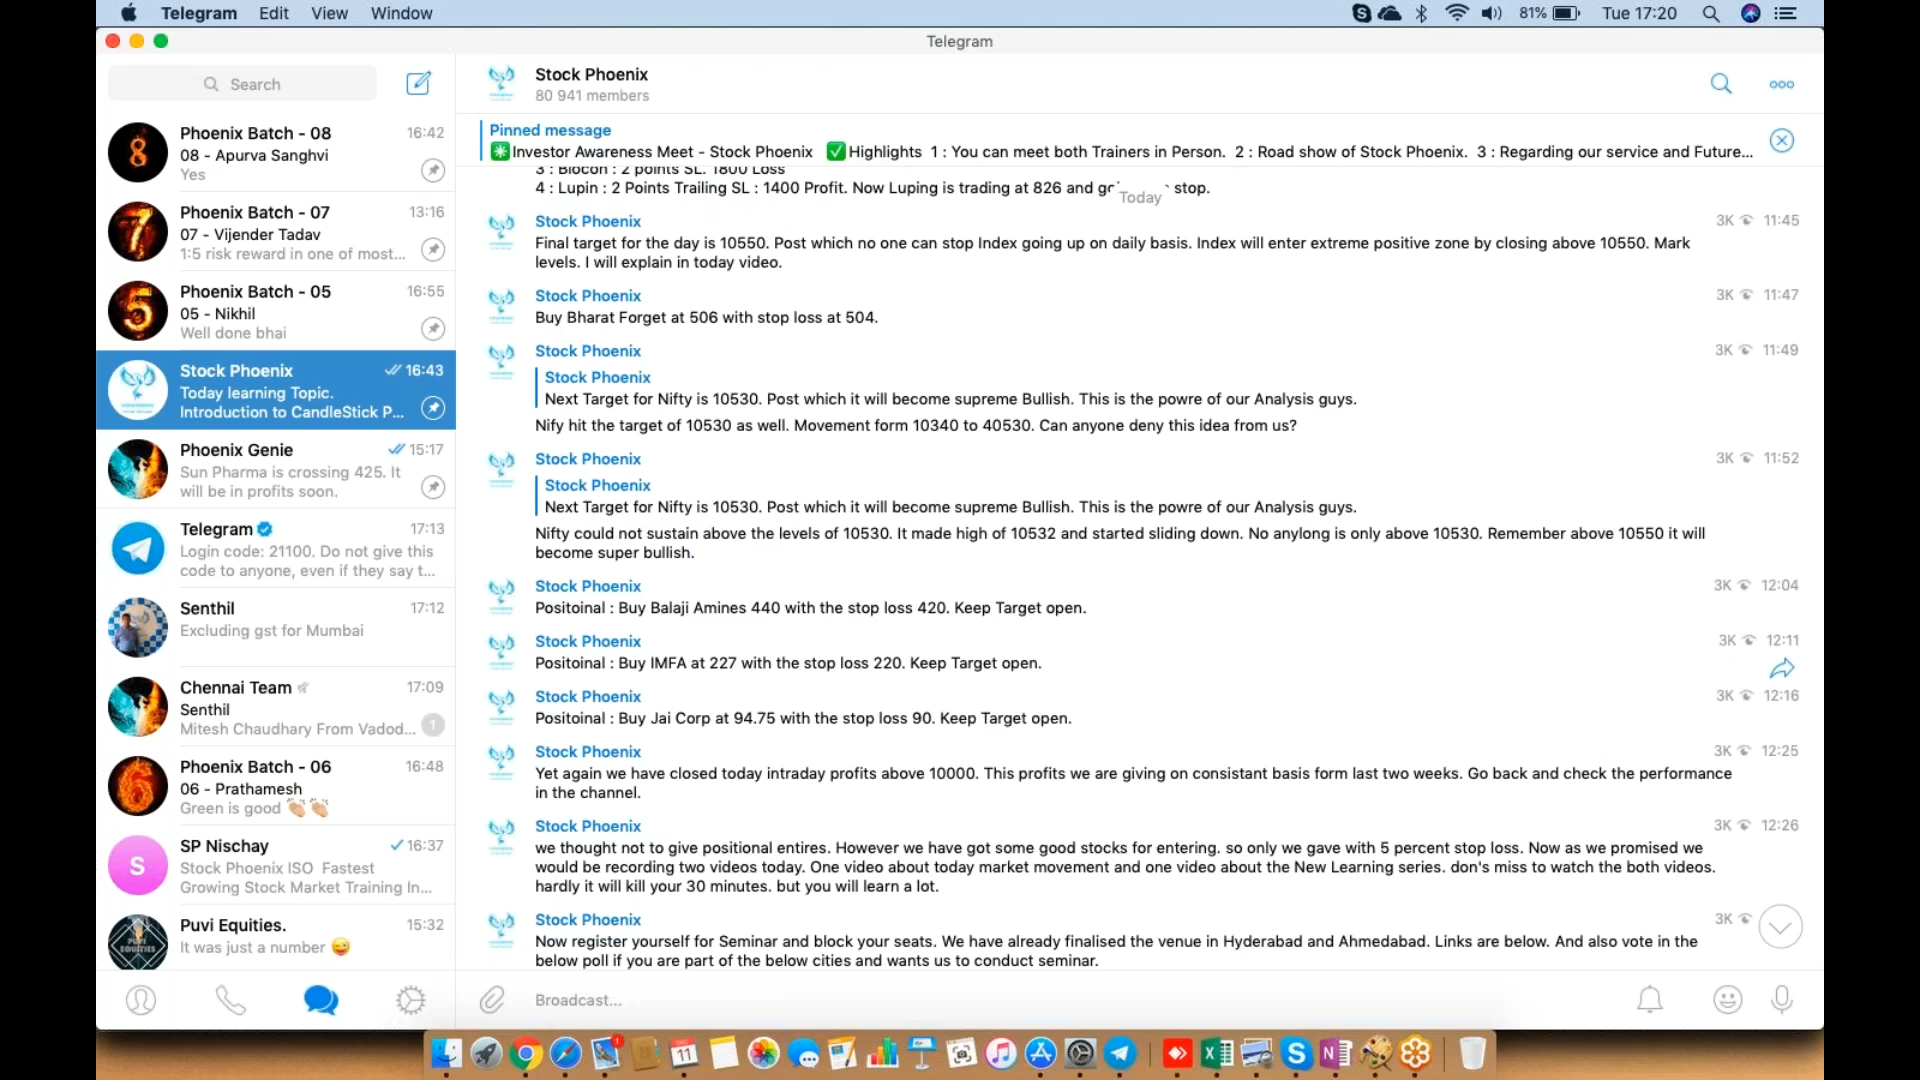 Telegram Edit View Window
81% Tue 17:20
Telegram
Search
Phoenix Batch - 08 16:42
08 - Apurva Sanghvi
Yes
Phoenix Batch - 07 13:16
07 - Vijender Tadav
1:5 risk reward in one of most...
Phoenix Batch - 05 16:55
05 - Nikhil
Well done bhai
Stock Phoenix 16:43
Today learning Topic.
Introduction to CandleStick P...
Phoenix Genie 15:17
Sun Pharma is crossing 425. It
will be in profits soon.
Telegram 17:13
Login code: 21100. Do not give this
code to anyone, even if they say t...
Senthil 17:12
Excluding gst for Mumbai
Chennai Team 17:09
Senthil
Mitesh Chaudhary From Vadod... 1
Phoenix Batch - 06 16:48
06 - Prathamesh
Green is good
SP Nischay 16:37
Stock Phoenix ISO Fastest
Growing Stock Market Training In...
Puvi Equities. 15:32
It was just a number
Stock Phoenix
80 941 members
Pinned message
Investor Awareness Meet - Stock Phoenix Highlights 1 : You can meet both Trainers in Person. 2 : Road show of Stock Phoenix. 3 : Regarding our service and Future...
3 : Biocon : 2 points SL. 1800 Loss
4 : Lupin : 2 Points Trailing SL : 1400 Profit. Now Luping is trading at 826 and stop.
Today
Stock Phoenix 3K 11:45
Final target for the day is 10550. Post which no one can stop Index going up on daily basis. Index will enter extreme positive zone by closing above 10550. Mark
levels. I will explain in today video.
Stock Phoenix 3K 11:47
Buy Bharat Forget at 506 with stop loss at 504.
Stock Phoenix 3K 11:49
Stock Phoenix
Next Target for Nifty is 10530. Post which it will become supreme Bullish. This is the powre of our Analysis guys.
Nify hit the target of 10530 as well. Movement form 10340 to 40530. Can anyone deny this idea from us?
Stock Phoenix 3K 11:52
Stock Phoenix
Next Target for Nifty is 10530. Post which it will become supreme Bullish. This is the powre of our Analysis guys.
Nifty could not sustain above the levels of 10530. It made high of 10532 and started sliding down. No anylong is only above 10530. Remember above 10550 it will
become super bullish.
Stock Phoenix 3K 12:04
Positoinal : Buy Balaji Amines 440 with the stop loss 420. Keep Target open.
Stock Phoenix 3K 12:11
Positoinal : Buy IMFA at 227 with the stop loss 220. Keep Target open.
Stock Phoenix 3K 12:16
Positoinal : Buy Jai Corp at 94.75 with the stop loss 90. Keep Target open.
Stock Phoenix 3K 12:25
Yet again we have closed today intraday profits above 10000. This profits we are giving on consistant basis form last two weeks. Go back and check the performance
in the channel.
Stock Phoenix 3K 12:26
we thought not to give positional entires. However we have got some good stocks for entering. so only we gave with 5 percent stop loss. Now as we promised we
would be recording two videos today. One video about today market movement and one video about the New Learning series. don's miss to watch the both videos.
hardly it will kill your 30 minutes. but you will learn a lot.
Stock Phoenix 3K
Now register yourself for Seminar and block your seats. We have already finalised the venue in Hyderabad and Ahmedabad. Links are below. And also vote in the
below poll if you are part of the below cities and wants us to conduct seminar.
Broadcast...